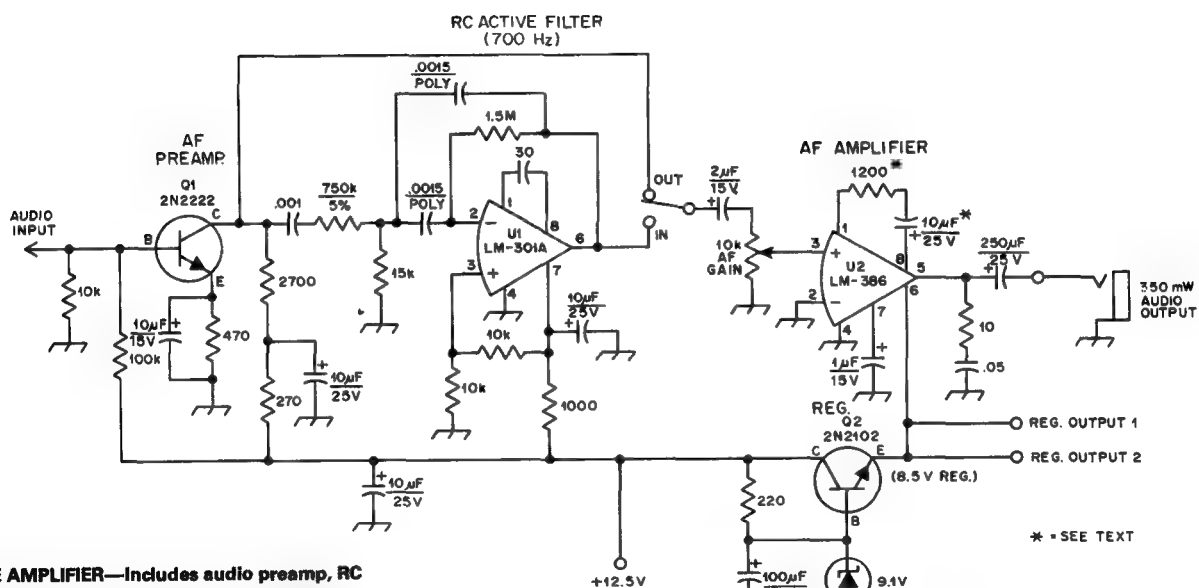 RC ACTIVE FILTER
(700 Hz)
.0015
POLY
1.5M
30
AF
PREAMP.
Q1
2N2222
AUDIO
INPUT
B
C
E
10k
10µF
15V
100k
470
2700
270
10µF
25V
.001
750k
5%
15k
.0015
POLY
1
2
3
4
6
7
8
U1
LM-301A
10k
10k
10µF
25V
1000
OUT
IN
2µF
15V
10k
AF
GAIN
AF AMPLIFIER
1200*
10µF*
25V
1
2
3
4
5
6
7
8
U2
LM-386
1µF
15V
250µF
25V
10
.05
350 mW
AUDIO
OUTPUT
REG.
Q2
2N2102
C
E
B
(8.5 V REG.)
REG. OUTPUT 1
REG. OUTPUT 2
220
10µF
25V
+12.5V
100µF
9.1V
* = SEE TEXT
E AMPLIFIER—Includes audio preamp, RC